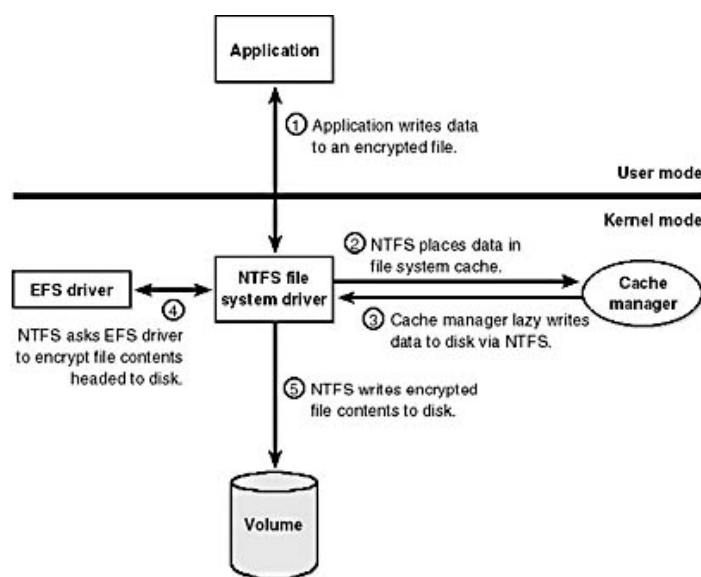 Application
① Application writes data
to an encrypted file.
User mode
Kernel mode
② NTFS places data in
file system cache.
EFS driver
NTFS file
system driver
Cache
manager
④
③ Cache manager lazy writes
data to disk via NTFS.
NTFS asks EFS driver
to encrypt file contents
headed to disk.
⑤ NTFS writes encrypted
file contents to disk.
Volume